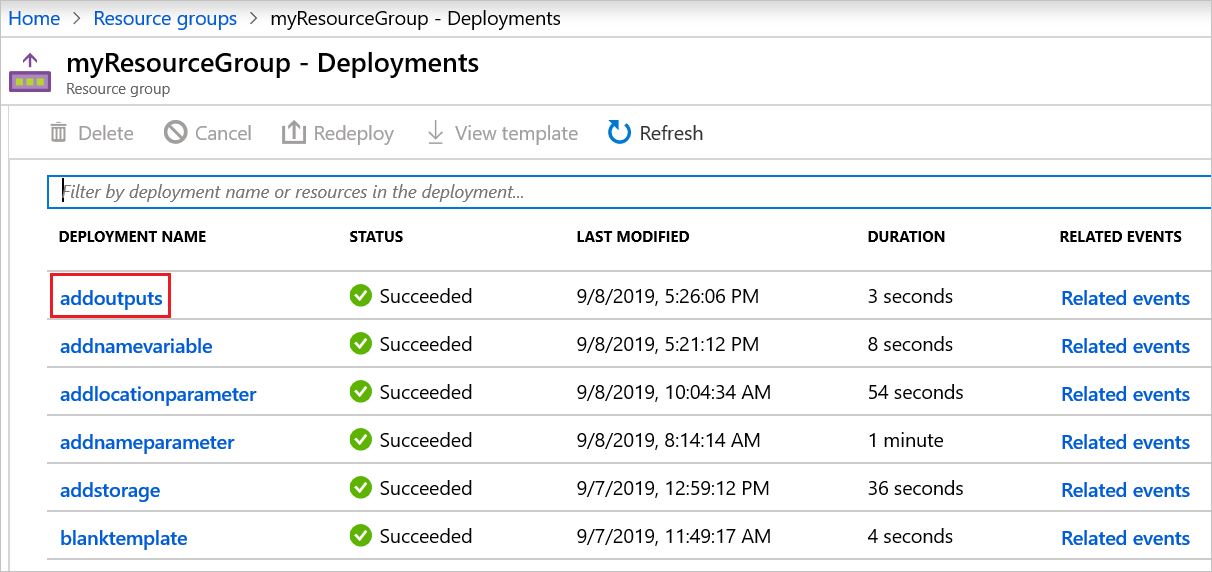 Home > Resource groups > myResourceGroup - Deployments
myResourceGroup - Deployments
Resource group
Delete Cancel Redeploy View template Refresh
Filter by deployment name or resources in the deployment...
DEPLOYMENT NAME STATUS LAST MODIFIED DURATION RELATED EVENTS
addoutputs Succeeded 9/8/2019, 5:26:06 PM 3 seconds Related events
addnamevariable Succeeded 9/8/2019, 5:21:12 PM 8 seconds Related events
addlocationparameter Succeeded 9/8/2019, 10:04:34 AM 54 seconds Related events
addnameparameter Succeeded 9/8/2019, 8:14:14 AM 1 minute Related events
addstorage Succeeded 9/7/2019, 12:59:12 PM 36 seconds Related events
blanktemplate Succeeded 9/7/2019, 11:49:17 AM 4 seconds Related events